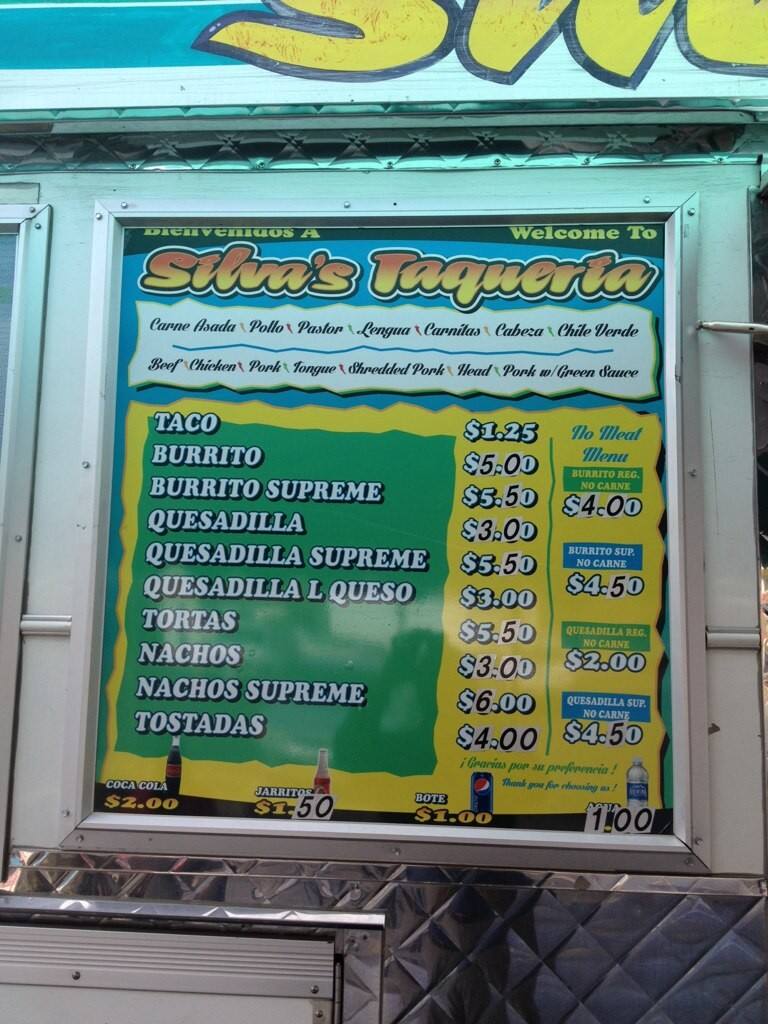 Bienvenidos A Welcome To
Silva's Taqueria
Carne Asada Pollo Pastor Lengua Carnitas Cabeza Chile Verde
Beef Chicken Pork Tongue Shredded Pork Head Pork w/Green Sauce
TACO $1.25
BURRITO $5.00
BURRITO SUPREME $5.50
QUESADILLA $3.00
QUESADILLA SUPREME $5.50
QUESADILLA L QUESO $3.00
TORTAS $5.50
NACHOS $3.00
NACHOS SUPREME $6.00
TOSTADAS $4.00
No Meat
Menu
BURRITO REG.
NO CARNE
$4.00
BURRITO SUP.
NO CARNE
$4.50
QUESADILLA REG.
NO CARNE
$2.00
QUESADILLA SUP.
NO CARNE
$4.50
¡Gracias por su preferencia!
Thank you for choosing us!
COCA COLA
$2.00
JARRITOS
$1.50
BOTE
$1.00
AGUA
1.00